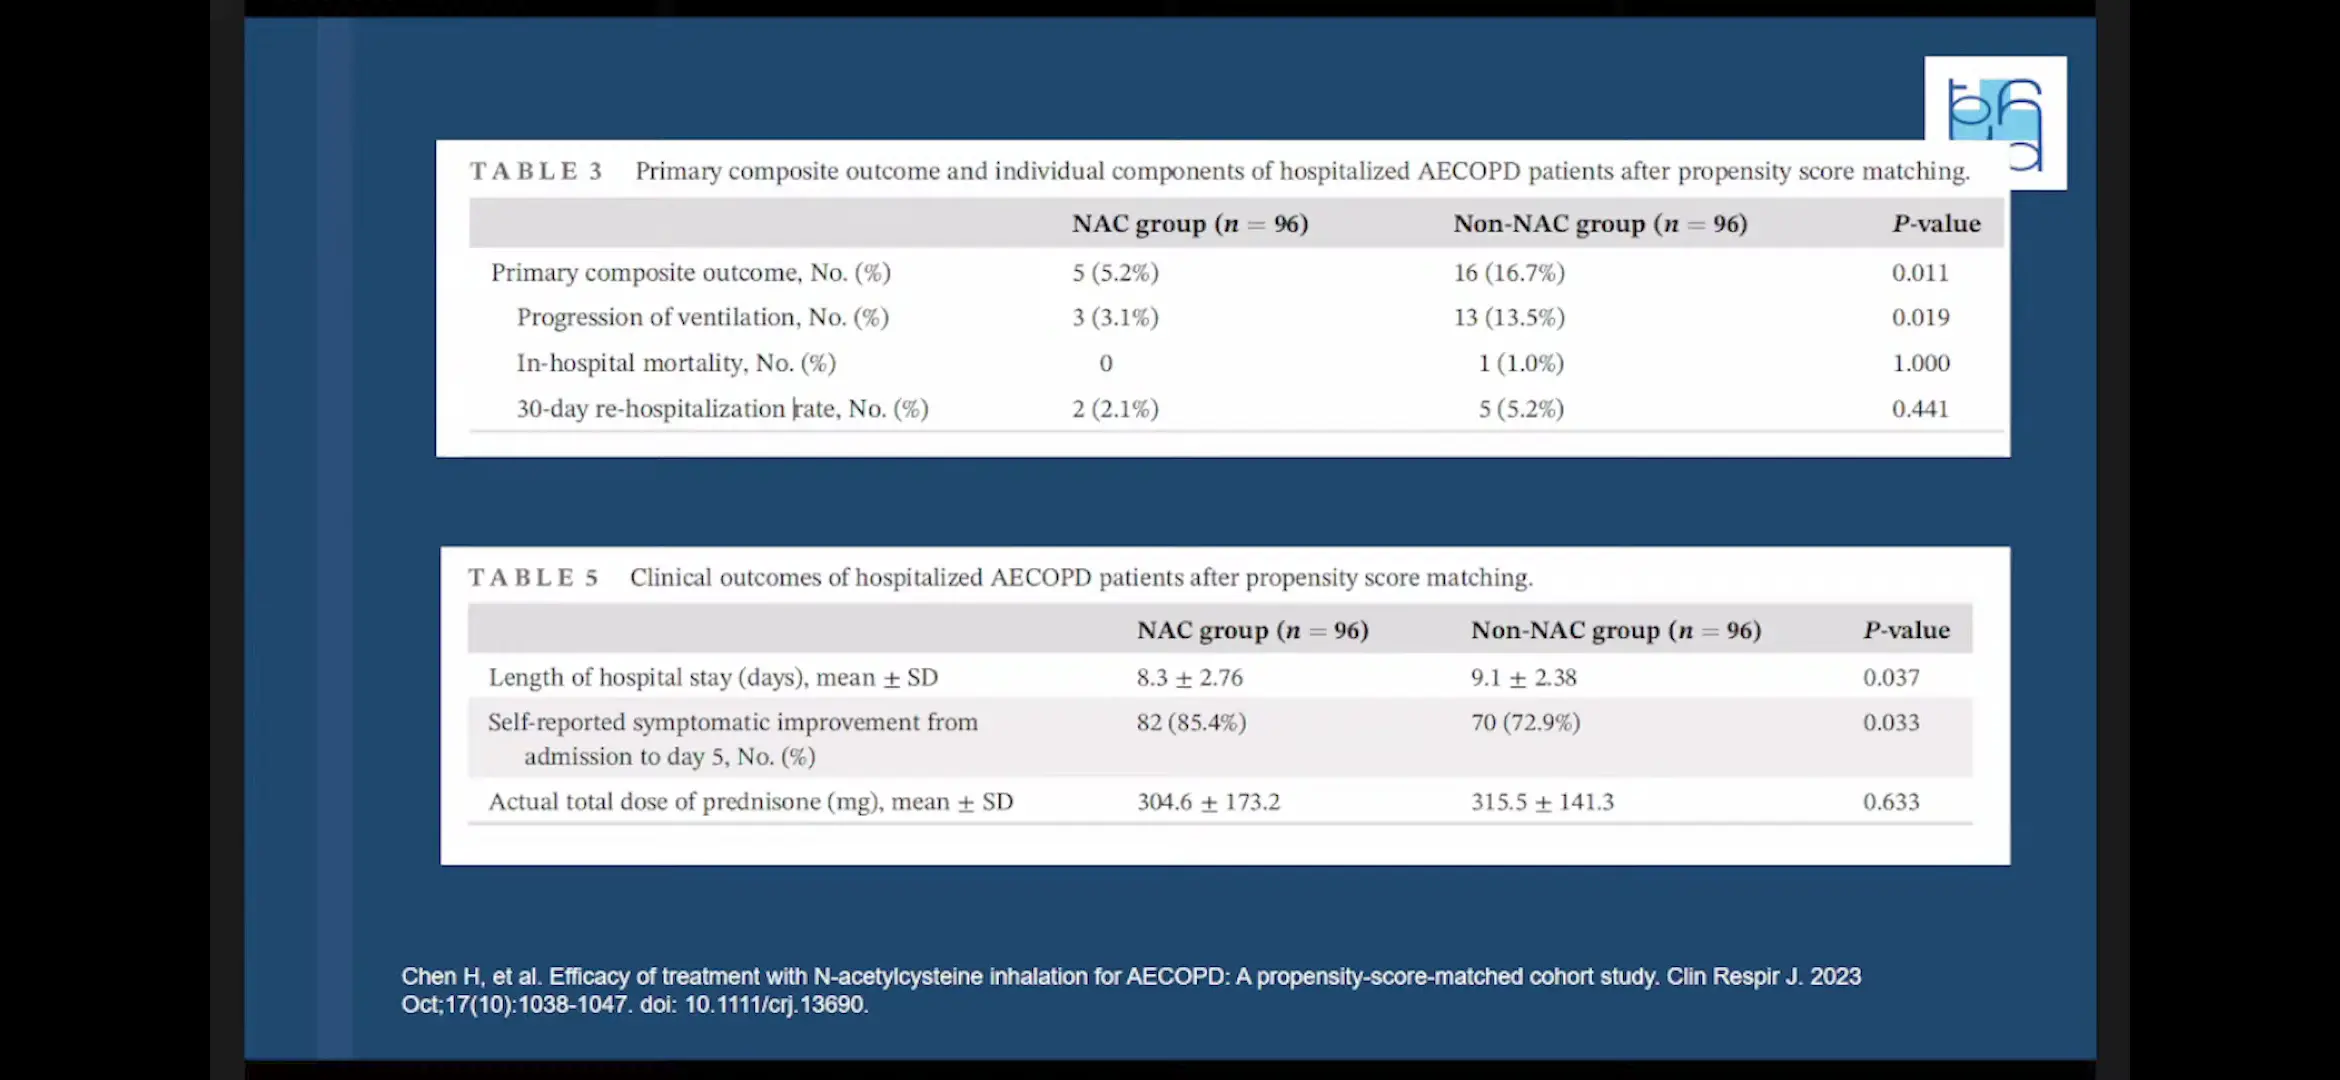 TABLE 3 Primary composite outcome and individual components of hospitalized AECOPD patients after propensity score matching.
NAC group (n = 96) Non-NAC group (n = 96) P-value
Primary composite outcome, No. (%) 5 (5.2%) 16 (16.7%) 0.011
Progression of ventilation, No. (%) 3 (3.1%) 13 (13.5%) 0.019
In-hospital mortality, No. (%) 0 1 (1.0%) 1.000
30-day re-hospitalization rate, No. (%) 2 (2.1%) 5 (5.2%) 0.441
TABLE 5 Clinical outcomes of hospitalized AECOPD patients after propensity score matching.
NAC group (n = 96) Non-NAC group (n = 96) P-value
Length of hospital stay (days), mean ± SD 8.3 ± 2.76 9.1 ± 2.38 0.037
Self-reported symptomatic improvement from 82 (85.4%) 70 (72.9%) 0.033
admission to day 5, No. (%)
Actual total dose of prednisone (mg), mean ± SD 304.6 ± 173.2 315.5 ± 141.3 0.633
Chen H, et al. Efficacy of treatment with N-acetylcysteine inhalation for AECOPD: A propensity-score-matched cohort study. Clin Respir J. 2023
Oct;17(10):1038-1047. doi: 10.1111/crj.13690.